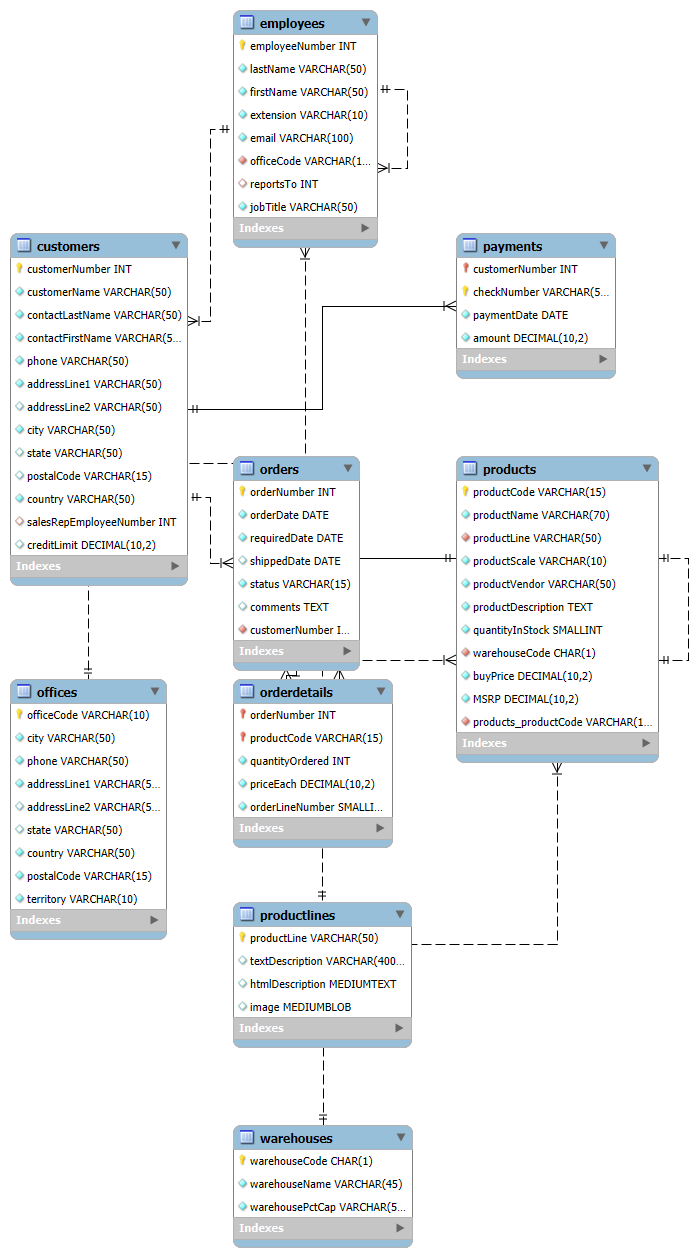 employees
employeeNumber INT
lastName VARCHAR(50)
firstName VARCHAR(50)
extension VARCHAR(10)
email VARCHAR(100)
officeCode VARCHAR(1...
reportsTo INT
jobTitle VARCHAR(50)
Indexes
customers
customerNumber INT
customerName VARCHAR(50)
contactLastName VARCHAR(50)
contactFirstName VARCHAR(5...
phone VARCHAR(50)
addressLine1 VARCHAR(50)
addressLine2 VARCHAR(50)
city VARCHAR(50)
state VARCHAR(50)
postalCode VARCHAR(15)
country VARCHAR(50)
salesRepEmployeeNumber INT
creditLimit DECIMAL(10,2)
Indexes
payments
customerNumber INT
checkNumber VARCHAR(5...
paymentDate DATE
amount DECIMAL(10,2)
Indexes
orders
orderNumber INT
orderDate DATE
requiredDate DATE
shippedDate DATE
status VARCHAR(15)
comments TEXT
customerNumber I...
Indexes
products
productCode VARCHAR(15)
productName VARCHAR(70)
productLine VARCHAR(50)
productScale VARCHAR(10)
productVendor VARCHAR(50)
productDescription TEXT
quantityInStock SMALLINT
warehouseCode CHAR(1)
buyPrice DECIMAL(10,2)
MSRP DECIMAL(10,2)
products_productCode VARCHAR(1...
Indexes
offices
officeCode VARCHAR(10)
city VARCHAR(50)
phone VARCHAR(50)
addressLine1 VARCHAR(5...
addressLine2 VARCHAR(5...
state VARCHAR(50)
country VARCHAR(50)
postalCode VARCHAR(15)
territory VARCHAR(10)
Indexes
orderdetails
orderNumber INT
productCode VARCHAR(15)
quantityOrdered INT
priceEach DECIMAL(10,2)
orderLineNumber SMALLI...
Indexes
productlines
productLine VARCHAR(50)
textDescription VARCHAR(400...
htmlDescription MEDIUMTEXT
image MEDIUMBLOB
Indexes
warehouses
warehouseCode CHAR(1)
warehouseName VARCHAR(45)
warehousePctCap VARCHAR(5...
Indexes